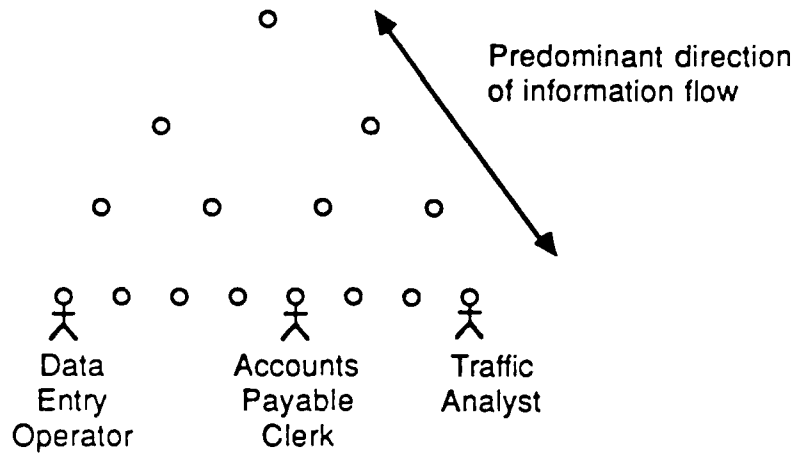 Predominant direction
of information flow
Data
Entry
Operator
Accounts
Payable
Clerk
Traffic
Analyst